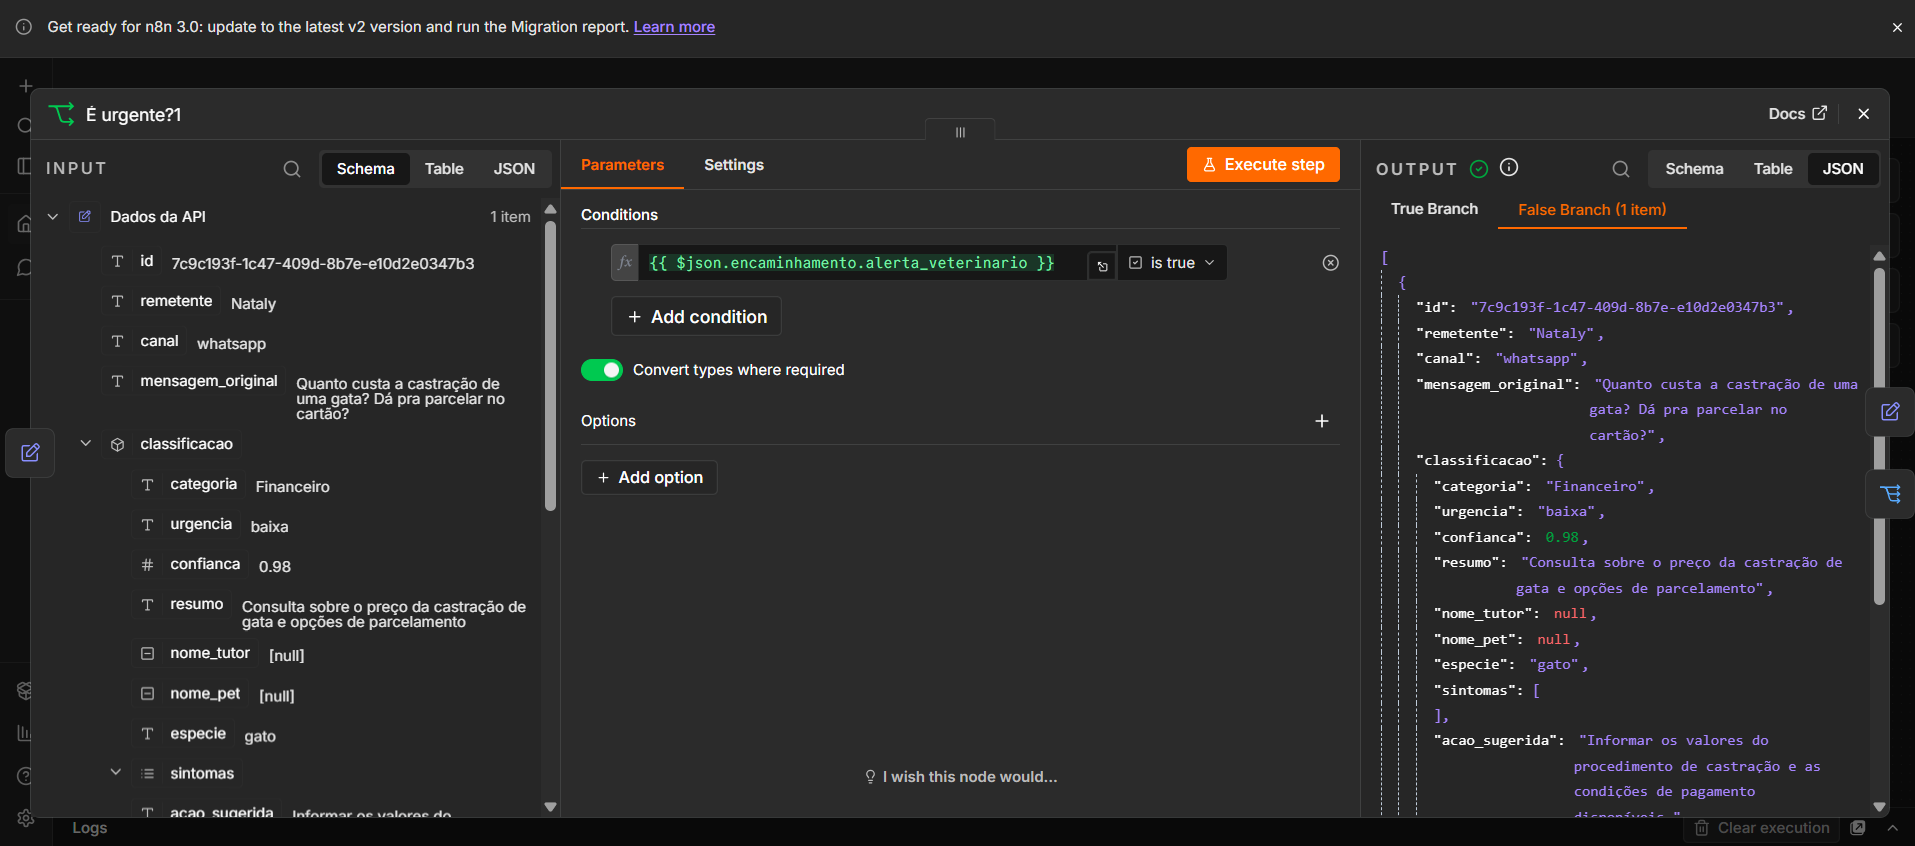 Get ready for n8n 3.0: update to the latest v2 version and run the Migration report. Learn more
É urgente?1
Docs
INPUT
Schema
Table
JSON
Dados da API
1 item
id
7c9c193f-1c47-409d-8b7e-e10d2e0347b3
remetente
Nataly
canal
whatsapp
mensagem_original
Quanto custa a castração de
uma gata? Dá pra parcelar no
cartão?
classificacao
categoria
Financeiro
urgencia
baixa
confianca
0.98
resumo
Consulta sobre o preço da castração de
gata e opções de parcelamento
nome_tutor
[null]
nome_pet
[null]
especie
gato
sintomas
acao_sugerida
Informar os valores do
Parameters
Settings
Execute step
Conditions
fx
{{ $json.encaminhamento.alerta_veterinario }}
is true
Add condition
Convert types where required
Options
Add option
I wish this node would...
OUTPUT
Schema
Table
JSON
True Branch
False Branch (1 item)
[
{
"id": "7c9c193f-1c47-409d-8b7e-e10d2e0347b3",
"remetente": "Nataly",
"canal": "whatsapp",
"mensagem_original": "Quanto custa a castração de uma
gata? Dá pra parcelar no
cartão?",
"classificacao": {
"categoria": "Financeiro",
"urgencia": "baixa",
"confianca": 0.98,
"resumo": "Consulta sobre o preço da castração de
gata e opções de parcelamento",
"nome_tutor": null,
"nome_pet": null,
"especie": "gato",
"sintomas": [
],
"acao_sugerida": "Informar os valores do
procedimento de castração e as
condições de pagamento
disponíveis."
Logs
Clear execution